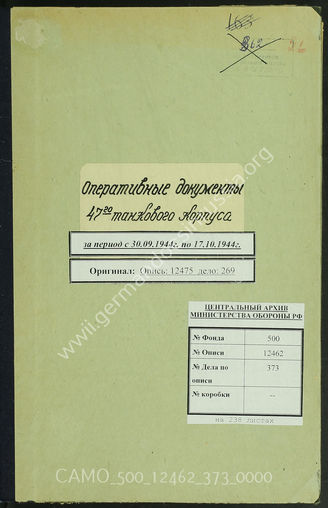 862
Оперативные документы
47го танкового корпуса
за период с 30.09.1944г. по 17.10.1944г.
Оригинал: Опись: 12475 дело: 269
ЦЕНТРАЛЬНЫЙ АРХИВ
МИНИСТЕРСТВА ОБОРОНЫ РФ
№ Фонда 500
№ Описи 12462
№ Дела по 373
описи
№ коробки --
на 238 листах
www.germandocsinrussia.org
CAMO_500_12462_373_0000